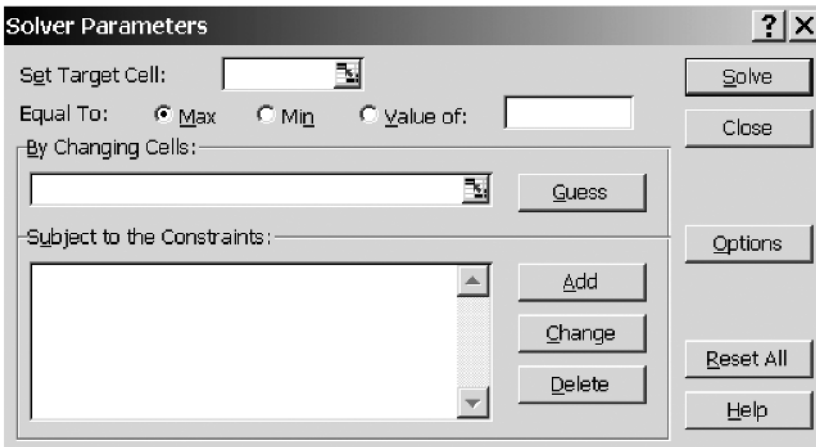 Solver Parameters
? X
Set Target Cell:
Solve
Equal To: Max Min Value of:
Close
By Changing Cells:
Guess
Subject to the Constraints:
Options
Add
Change
Reset All
Delete
Help